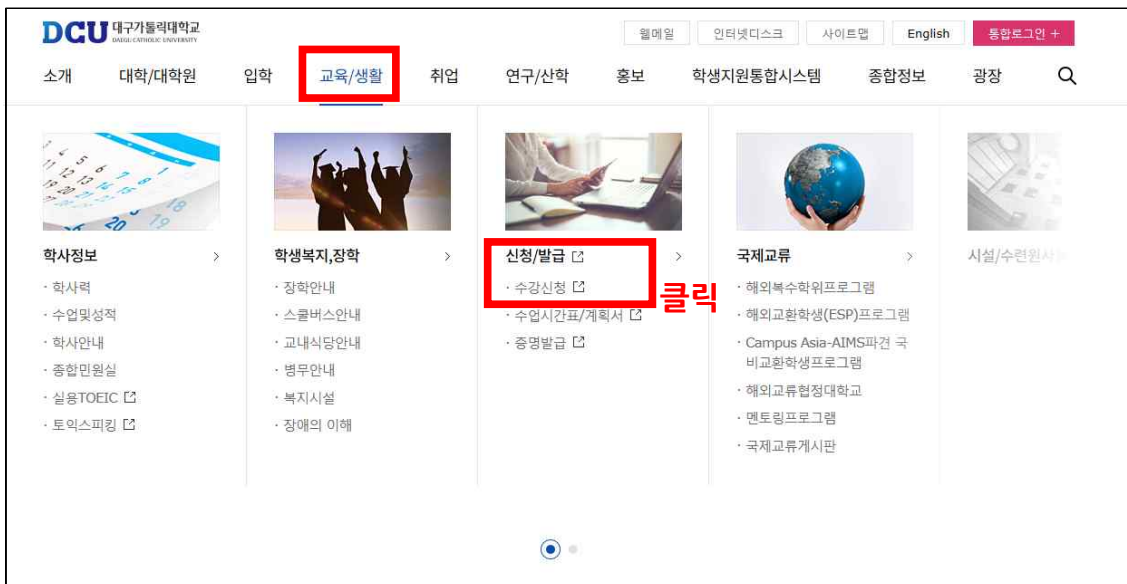 DCU 대구가톨릭대학교
DAEGU CATHOLIC UNIVERSITY
웹메일 인터넷디스크 사이트맵 English 통합로그인 +
소개 대학/대학원 입학 교육/생활 취업 연구/산학 홍보 학생지원통합시스템 종합정보 광장
학사정보
· 학사력
· 수업및성적
· 학사안내
· 종합민원실
· 실용TOEIC
· 토익스피킹
학생복지,장학
· 장학안내
· 스쿨버스안내
· 교내식당안내
· 병무안내
· 복지시설
· 장애의 이해
신청/발급
· 수강신청
클릭
· 수업시간표/계획서
· 증명발급
국제교류
· 해외복수학위프로그램
· 해외교환학생(ESP)프로그램
· Campus Asia-AIMS파견 국
비교환학생프로그램
· 해외교류협정대학교
· 멘토링프로그램
· 국제교류게시판
시설/수련원